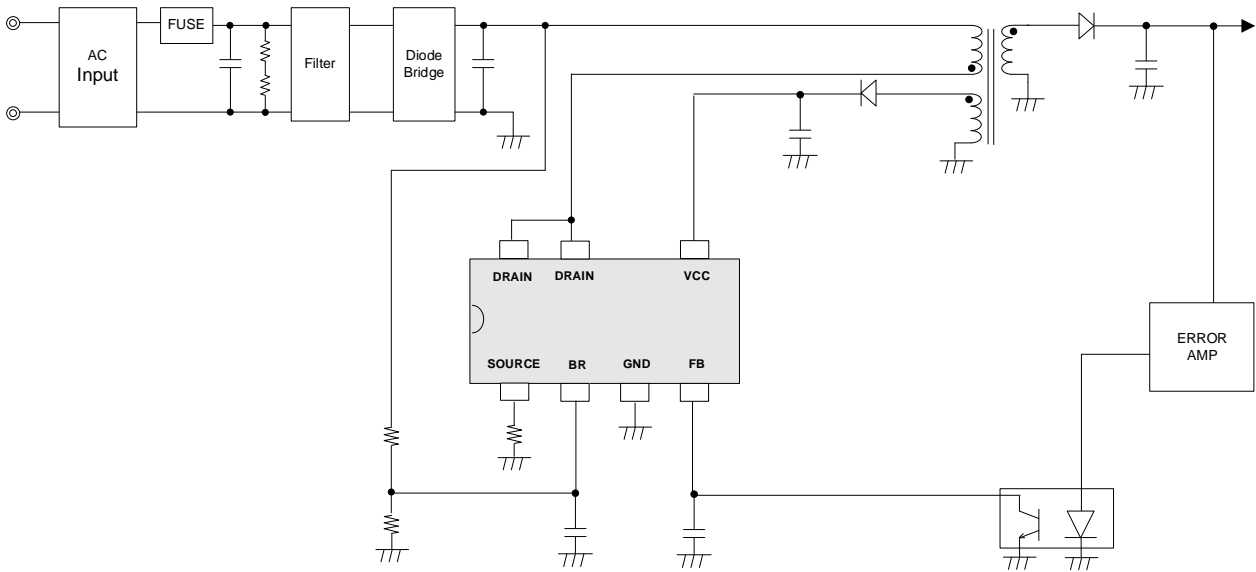 FUSE
AC
Input
Filter
Diode
Bridge
DRAIN
DRAIN
VCC
SOURCE
BR
GND
FB
ERROR
AMP